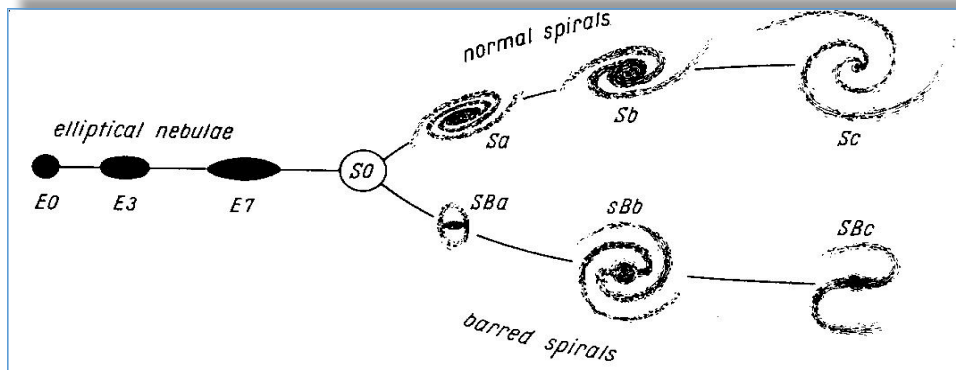 normal spirals
elliptical nebulae
Sa
Sb
Sc
S0
E0
E3
E7
SBa
sBb
SBc
barred spirals